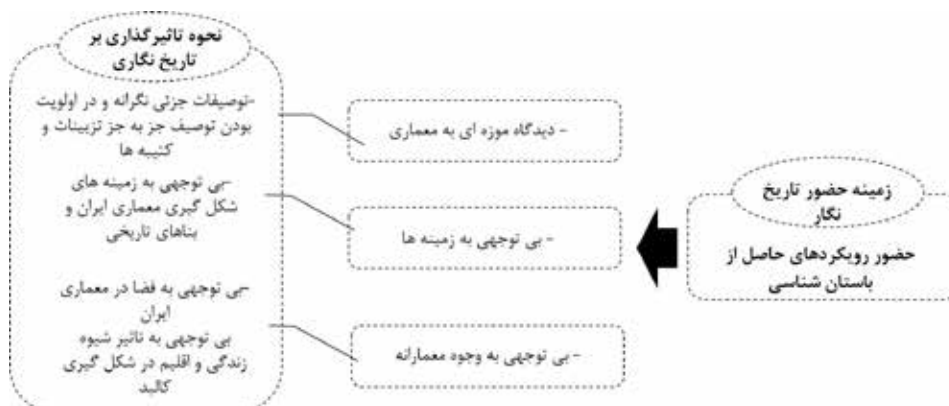 زمینه حضور تاریخ
نگار
حضور رویکردهای حاصل از
باستان شناسی
- دیدگاه موزه ای به معماری
- بی توجهی به زمینه ها
- بی توجهی به وجوه معمارانه
نحوه تاثیرگذاری بر
تاریخ نگاری
-توصیفات جزئی نگرانه و در اولویت
بودن توصیف جز به جز تزیینات و
کتیبه ها
-بی توجهی به زمینه های
شکل گیری معماری ایران و
بناهای تاریخی
-بی توجهی به فضا در معماری
ایران
بی توجهی به تاثیر شیوه
زندگی و اقلیم در شکل گیری
کالبد